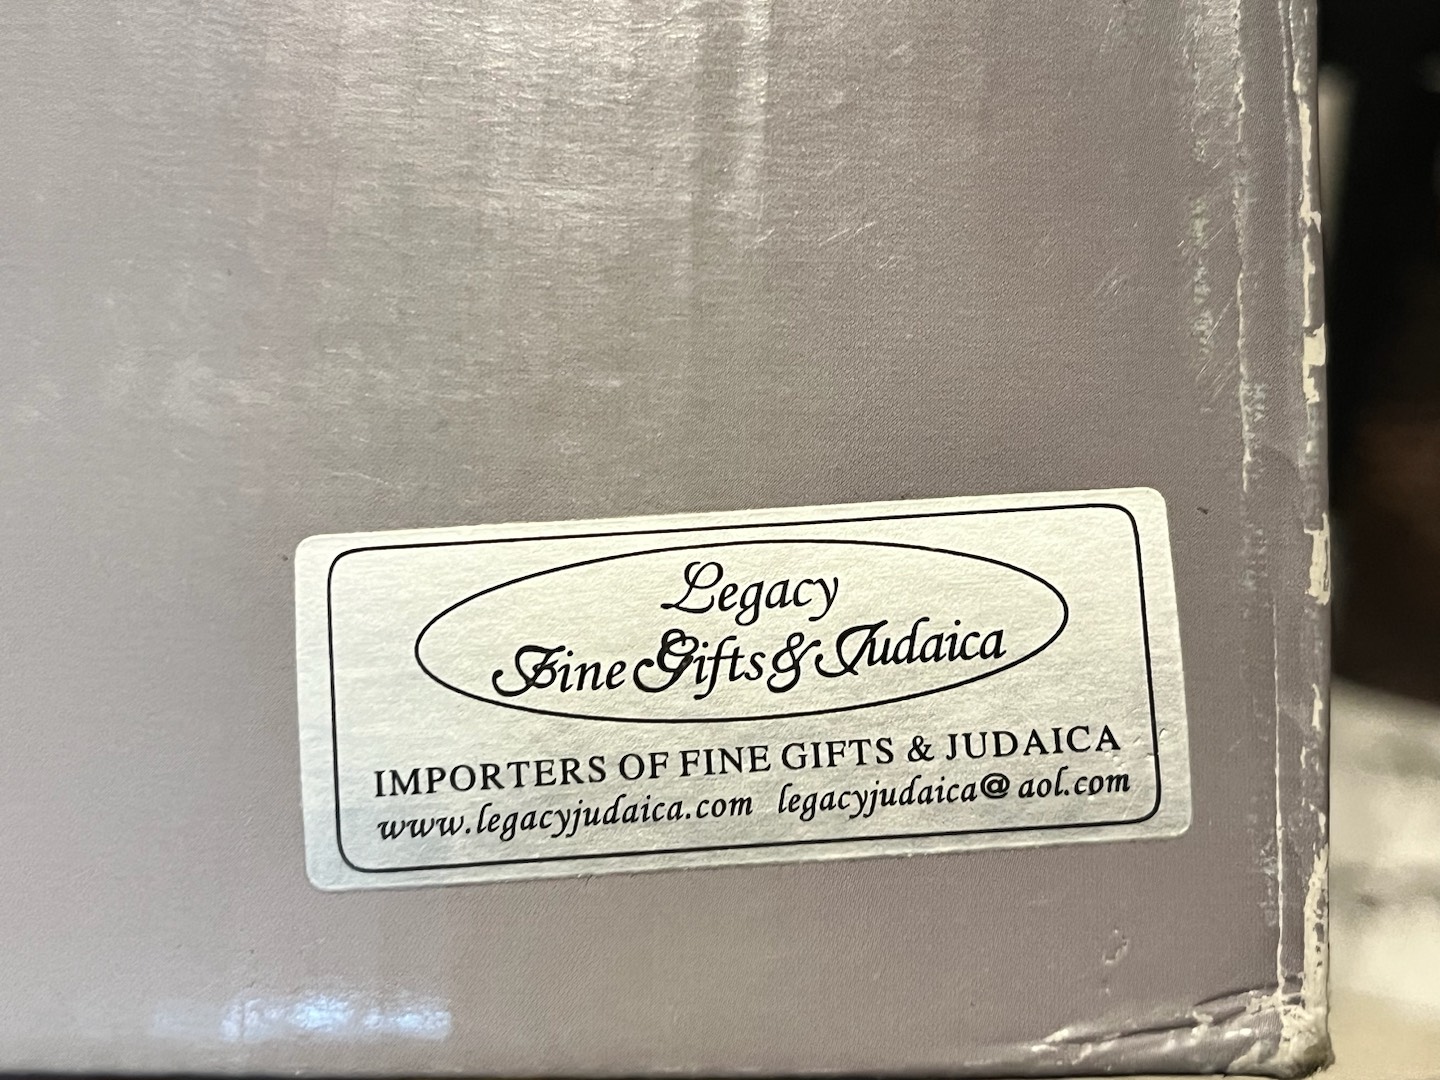 Legacy
Fine Gifts & Judaica
IMPORTERS OF FINE GIFTS & JUDAICA
www.legacyjudaica.com legacyjudaica@aol.com